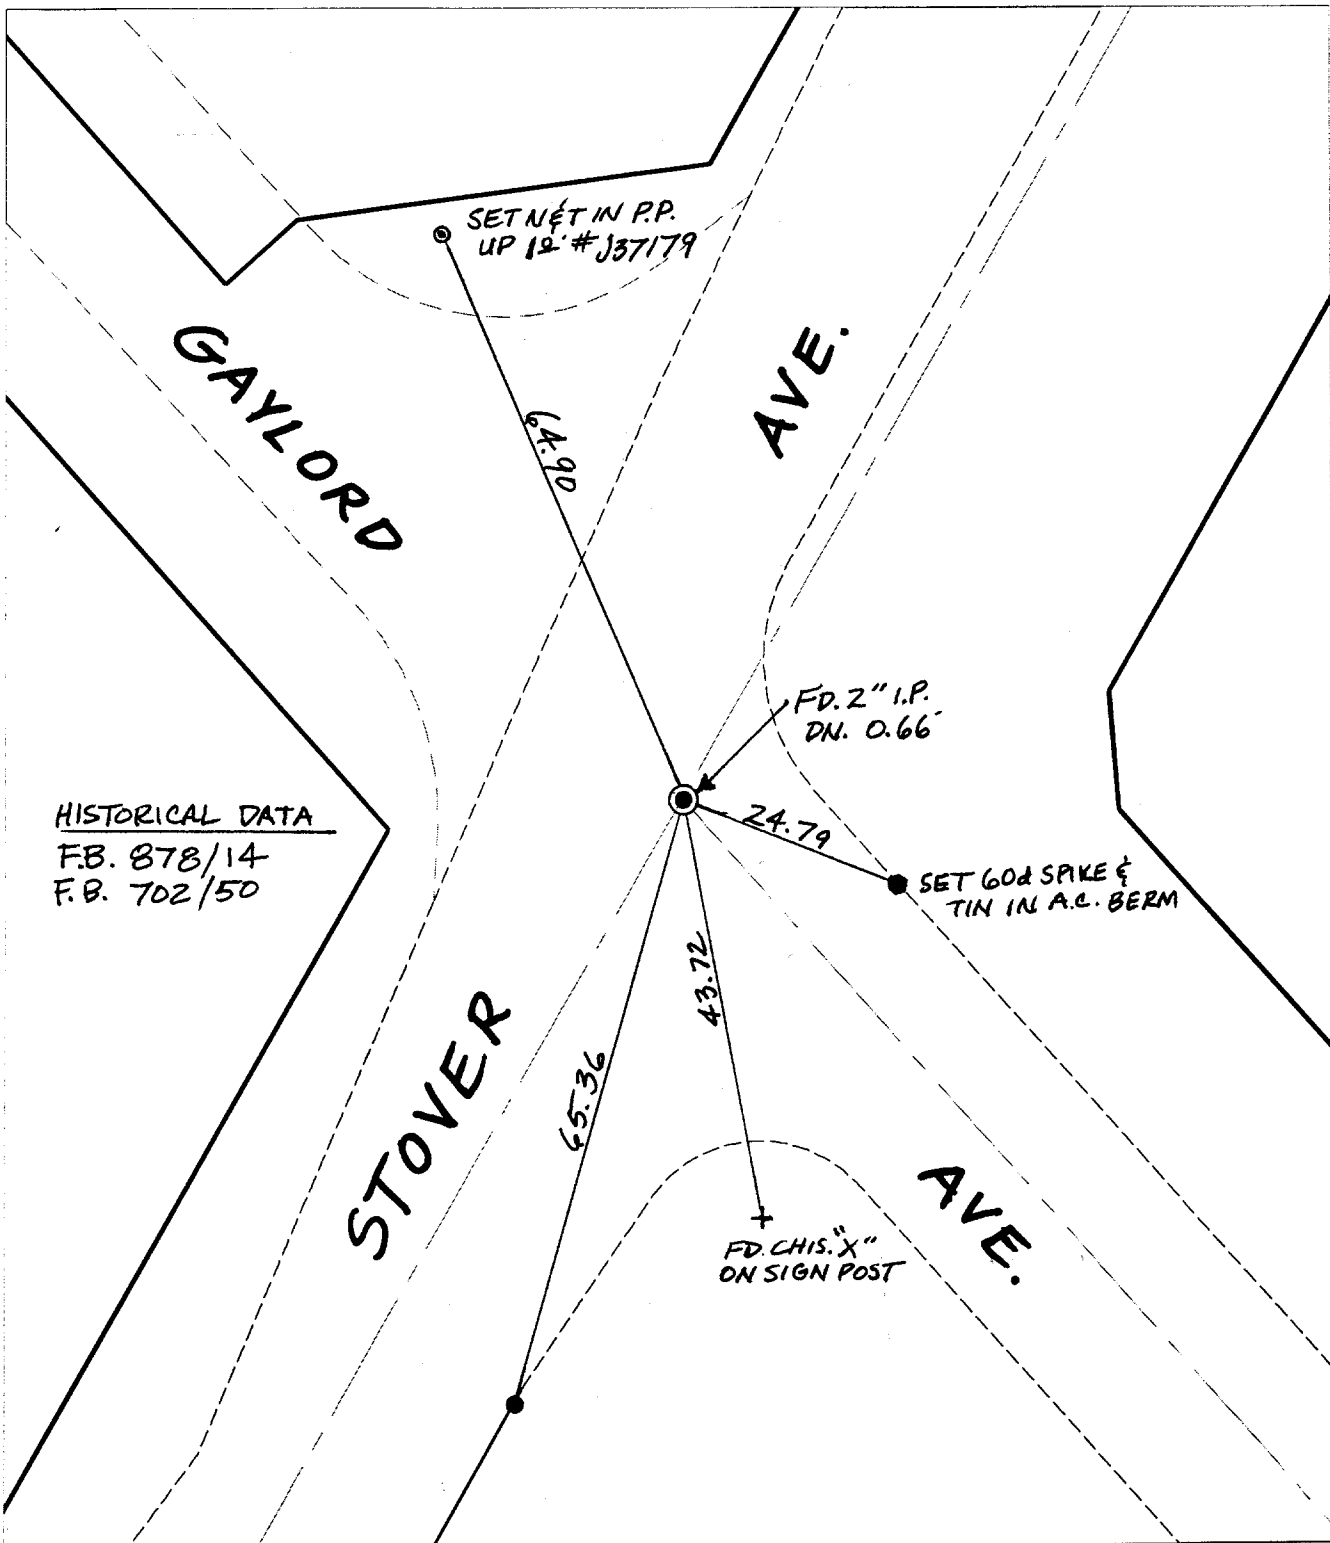 SET N&T IN P.P.
UP 12' #J37179
GAYLORD
AVE.
64.90
FD. 2" I.P.
DN. 0.66'
24.79
HISTORICAL DATA
F.B. 878/14
F.B. 702/50
SET 60d SPIKE &
TIN IN A.C. BERM
43.72
STOVER
65.36
AVE.
FD. CHIS. "X"
ON SIGN POST